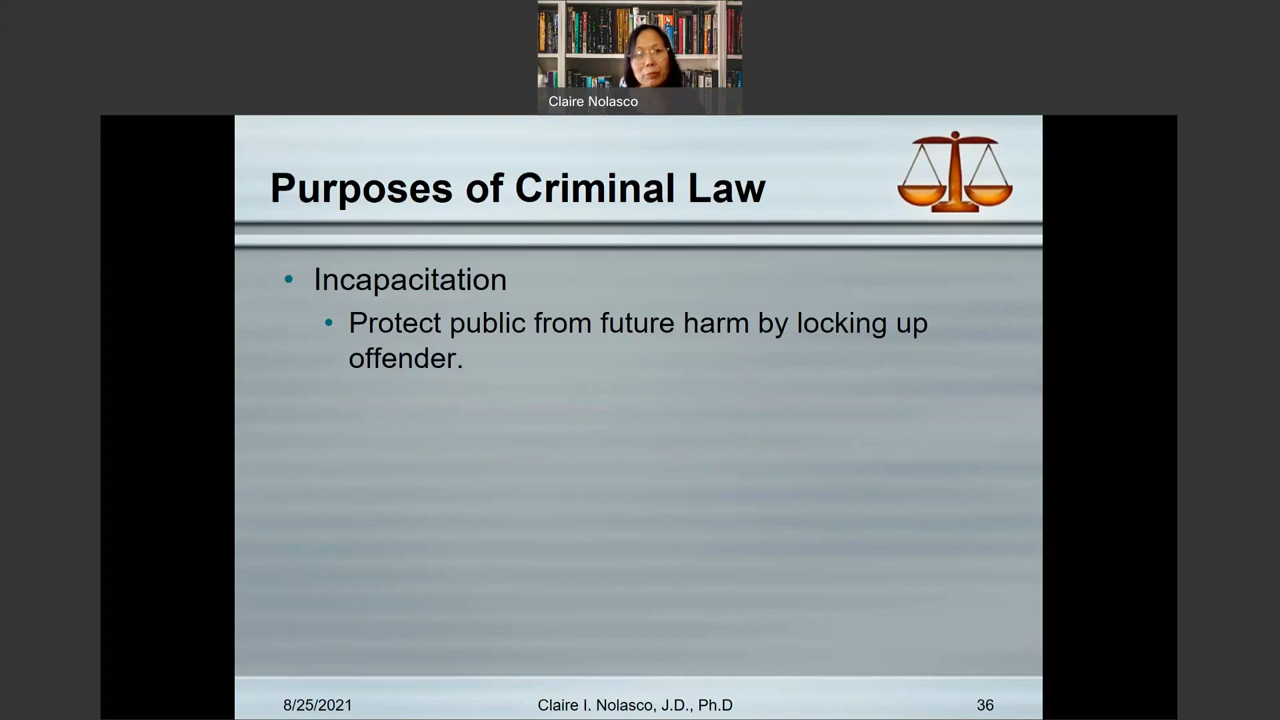 Claire Nolasco
Purposes of Criminal Law
• Incapacitation
• Protect public from future harm by locking up
offender.
8/25/2021
Claire I. Nolasco, J.D., Ph.D
36